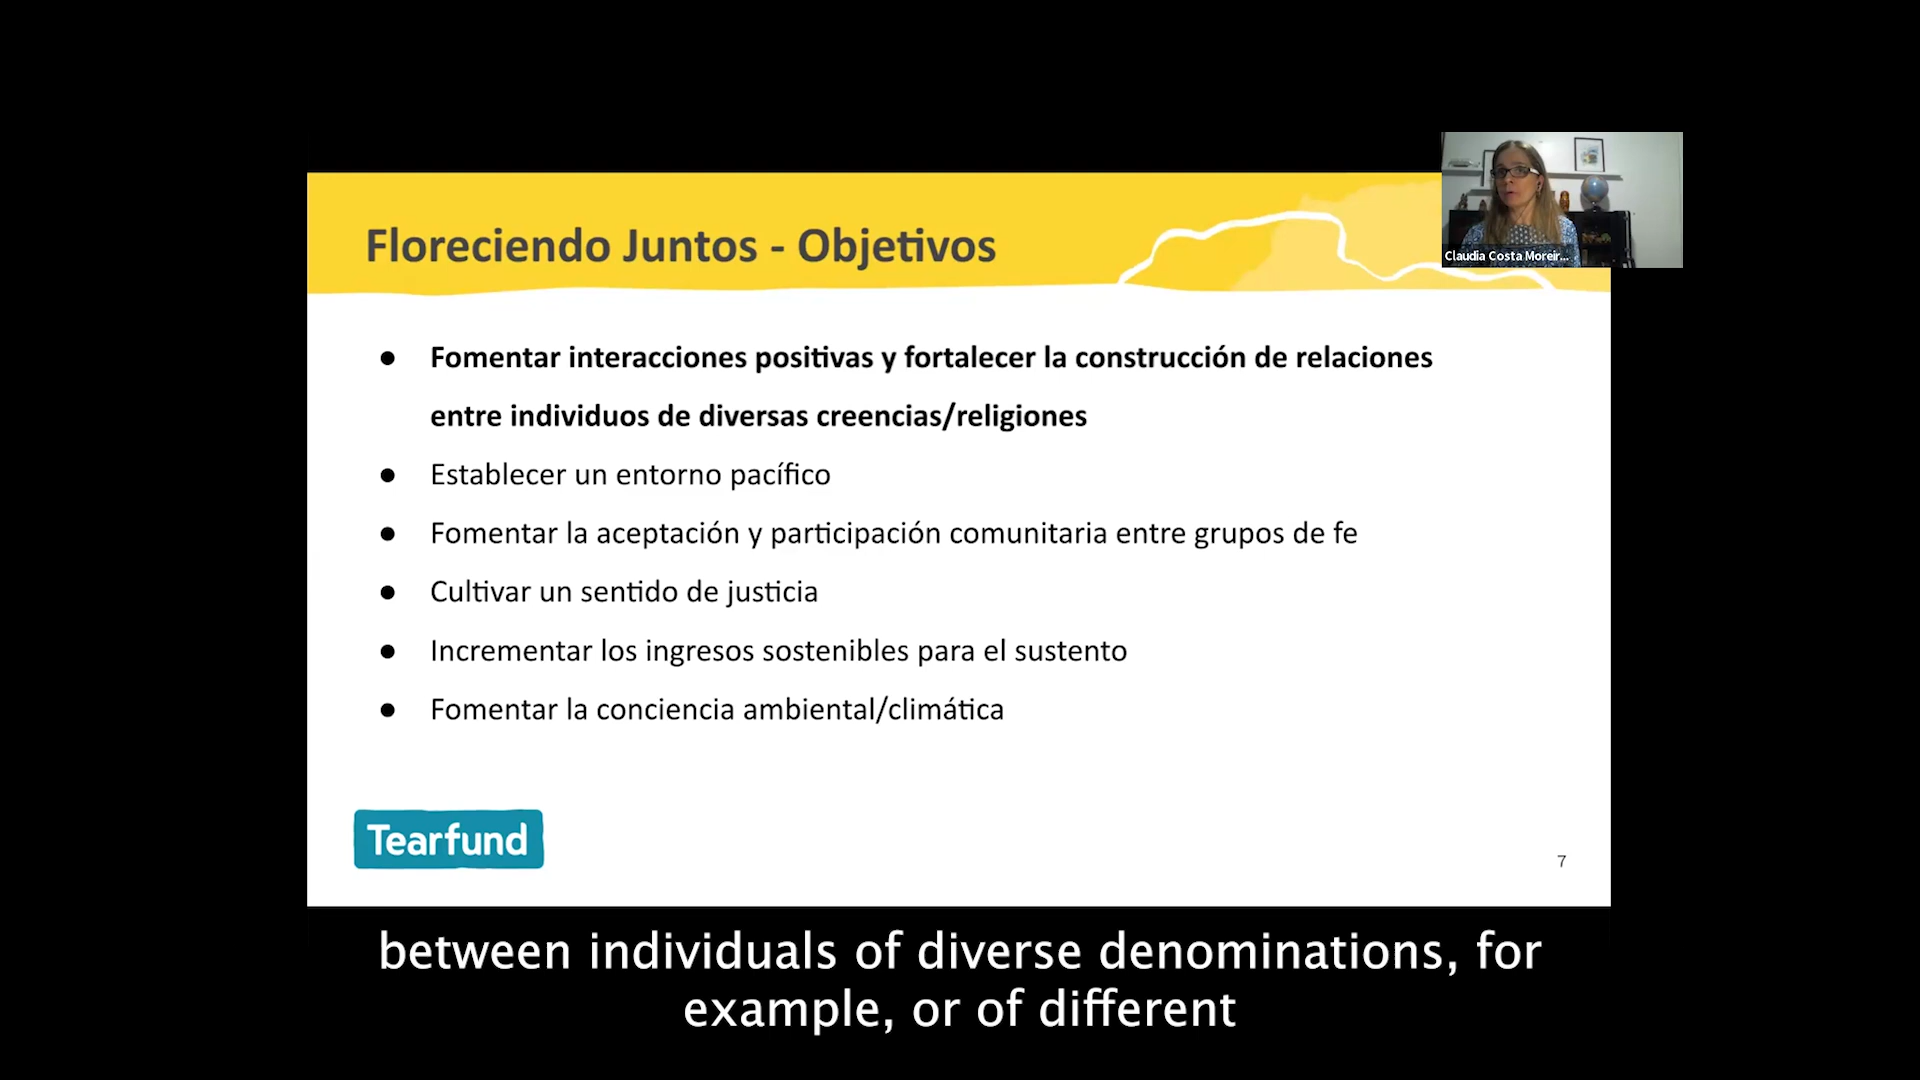 Floreciendo Juntos - Objetivos
Claudia Costa Moreir...
● Fomentar interacciones positivas y fortalecer la construcción de relaciones
entre individuos de diversas creencias/religiones
● Establecer un entorno pacífico
● Fomentar la aceptación y participación comunitaria entre grupos de fe
● Cultivar un sentido de justicia
● Incrementar los ingresos sostenibles para el sustento
● Fomentar la conciencia ambiental/climática
Tearfund
7
between individuals of diverse denominations, for
example, or of different